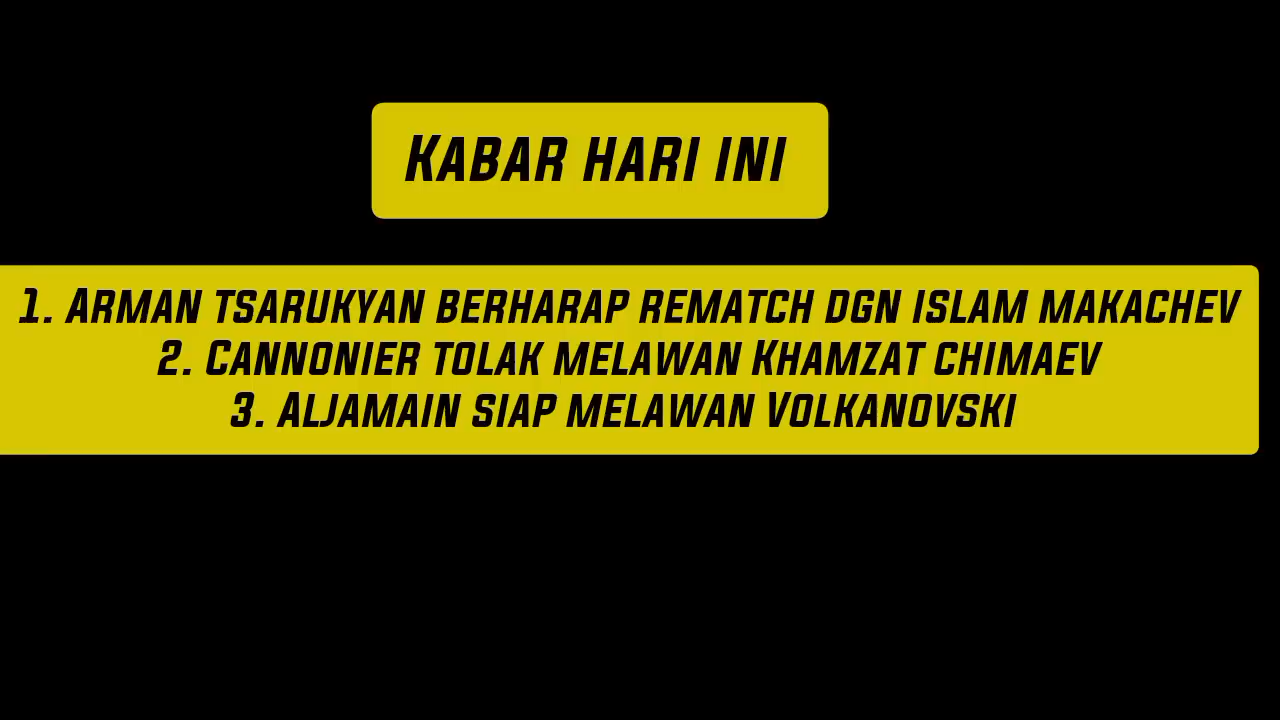 Kabar hari ini
1. Arman tsarukyan berharap rematch dgn islam makachev
2. Cannonier tolak melawan Khamzat chimaev
3. Aljamain siap melawan Volkanovski